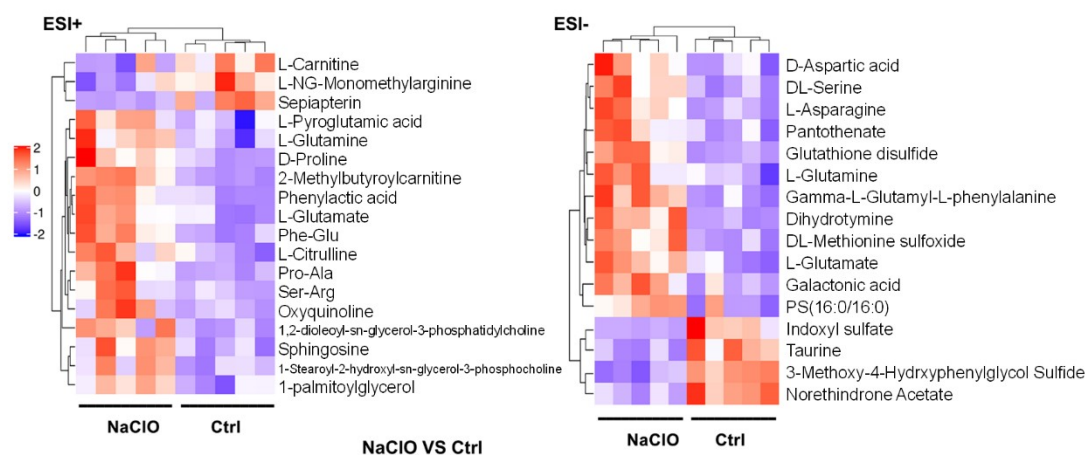 ESI+
L-Carnitine
L-NG-Monomethylarginine
Sepiapterin
L-Pyroglutamic acid
L-Glutamine
D-Proline
2-Methylbutyroylcarnitine
Phenylactic acid
L-Glutamate
Phe-Glu
L-Citrulline
Pro-Ala
Ser-Arg
Oxyquinoline
1,2-dioleoyl-sn-glycerol-3-phosphatidylcholine
Sphingosine
1-Stearoyl-2-hydroxyl-sn-glycerol-3-phosphocholine
1-palmitoylglycerol
2
1
0
-1
-2
NaClO
Ctrl
ESI-
D-Aspartic acid
DL-Serine
L-Asparagine
Pantothenate
Glutathione disulfide
L-Glutamine
Gamma-L-Glutamyl-L-phenylalanine
Dihydrotymine
DL-Methionine sulfoxide
L-Glutamate
Galactonic acid
PS(16:0/16:0)
Indoxyl sulfate
Taurine
3-Methoxy-4-Hydrxyphenylglycol Sulfide
Norethindrone Acetate
NaClO
Ctrl
NaClO VS Ctrl